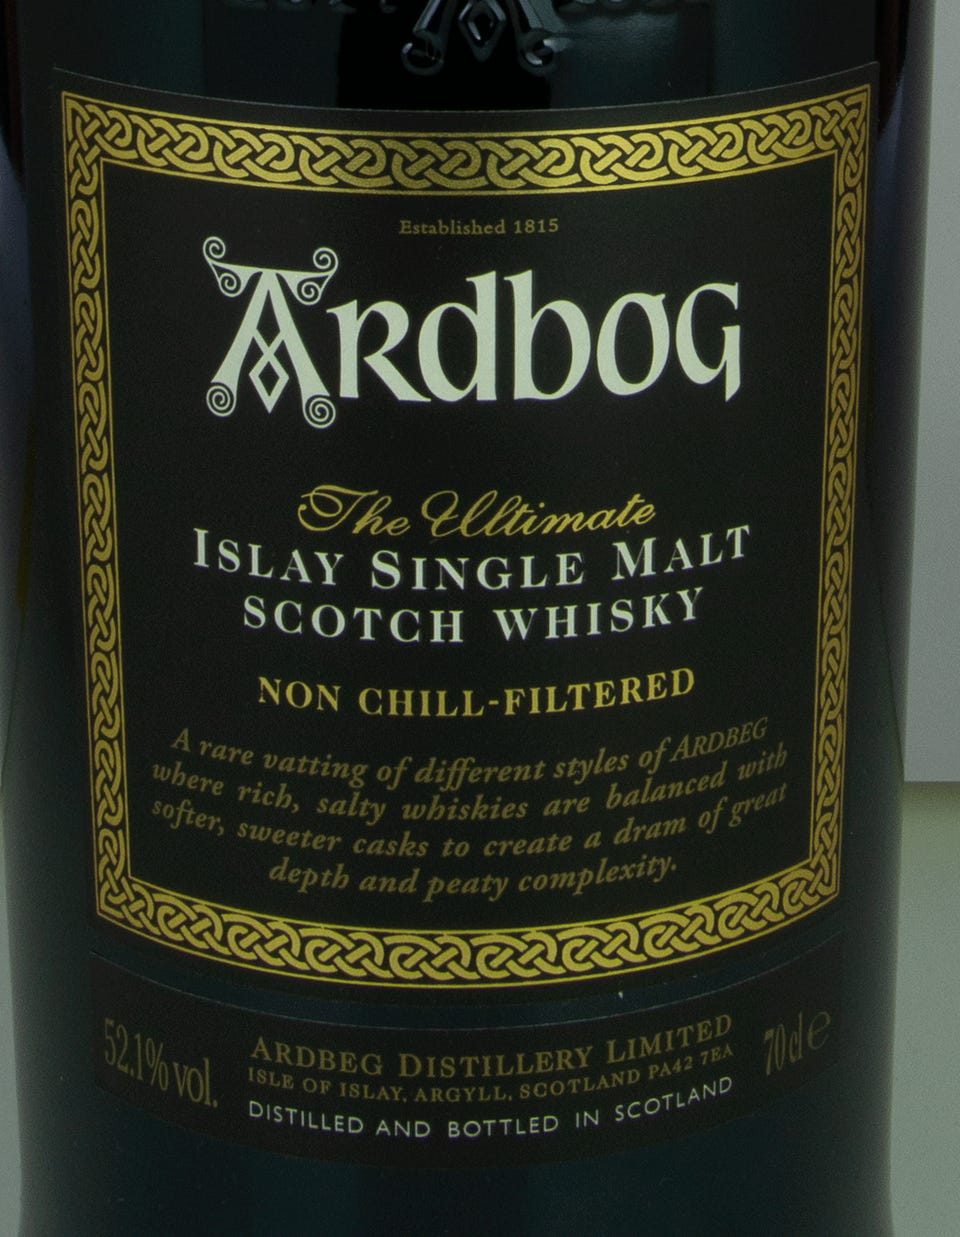 Established 1815
Ardbog
The Ultimate
ISLAY SINGLE MALT
SCOTCH WHISKY
NON CHILL-FILTERED
A rare vatting of different styles of ARDBEG
where rich, salty whiskies are balanced with
softer, sweeter casks to create a dram of great
depth and peaty complexity.
52.1% vol.
ARDBEG DISTILLERY LIMITED
ISLE OF ISLAY, ARGYLL, SCOTLAND PA42 7EA
DISTILLED AND BOTTLED IN SCOTLAND
70 cl e